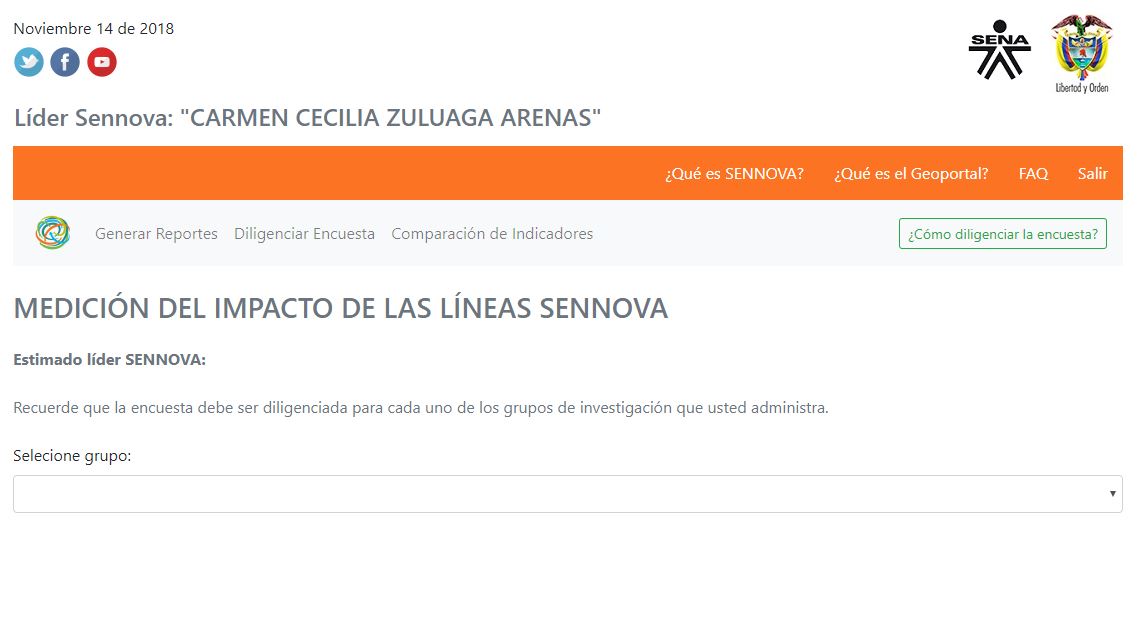 Noviembre 14 de 2018
SENA
Libertad y Orden
Líder Sennova: "CARMEN CECILIA ZULUAGA ARENAS"
¿Qué es SENNOVA? ¿Qué es el Geoportal? FAQ Salir
Generar Reportes Diligenciar Encuesta Comparación de Indicadores ¿Cómo diligenciar la encuesta?
MEDICIÓN DEL IMPACTO DE LAS LÍNEAS SENNOVA
Estimado líder SENNOVA:
Recuerde que la encuesta debe ser diligenciada para cada uno de los grupos de investigación que usted administra.
Selecione grupo: